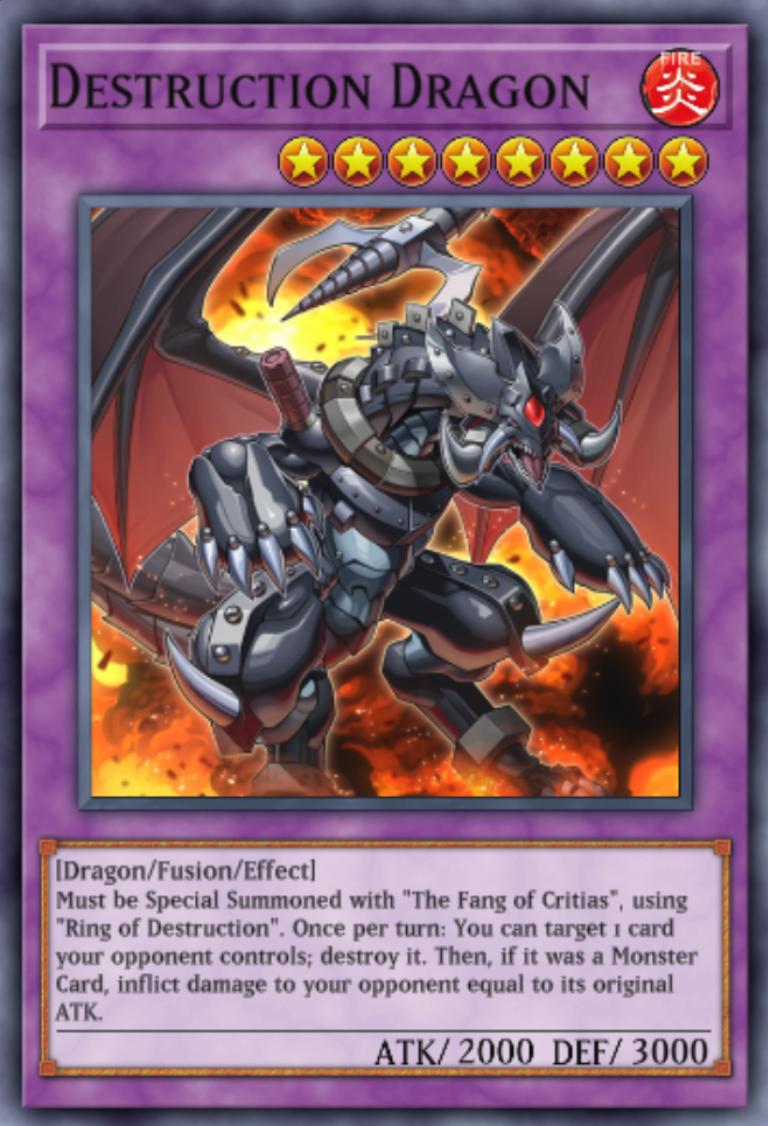 Destruction Dragon
FIRE
炎
[Dragon/Fusion/Effect]
Must be Special Summoned with "The Fang of Critias", using
"Ring of Destruction". Once per turn: You can target 1 card
your opponent controls; destroy it. Then, if it was a Monster
Card, inflict damage to your opponent equal to its original
ATK.
ATK/ 2000 DEF/ 3000